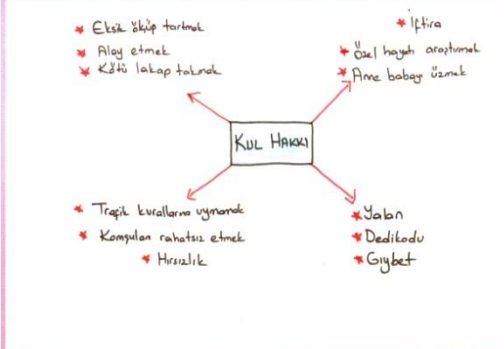 Eksik ölçüp tartmak
Alay etmek
Kötü lakap takmak
İftira
Özel hayatı araştırmak
Anne babayı üzmek
KUL HAKKI
Trafik kurallarına uymamak
Komşuları rahatsız etmek
Hırsızlık
Yalan
Dedikodu
Gıybet